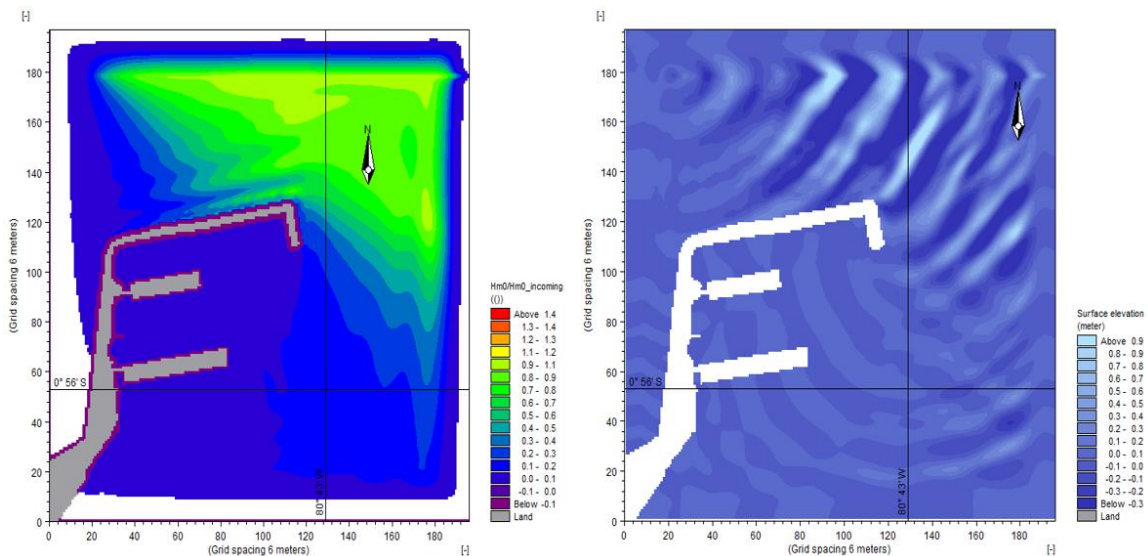 [-]
180
160
140
120
100
80
60
40
20
0
(Grid spacing 6 meters)
0 20 40 60 80 100 120 140 160 180
(Grid spacing 6 meters)
[-]
N
0° 56' S
80° 43' W
Hm0/Hm0_incoming
(())
Above 1.4
1.3 - 1.4
1.2 - 1.3
1.1 - 1.2
0.9 - 1.1
0.8 - 0.9
0.7 - 0.8
0.6 - 0.7
0.5 - 0.6
0.4 - 0.5
0.3 - 0.4
0.2 - 0.3
0.1 - 0.2
0.0 - 0.1
-0.1 - 0.0
Below -0.1
Land
[-]
180
160
140
120
100
80
60
40
20
0
(Grid spacing 6 meters)
0 20 40 60 80 100 120 140 160 180
(Grid spacing 6 meters)
[-]
N
0° 56' S
80° 43' W
Surface elevation
(meter)
Above 0.9
0.8 - 0.9
0.7 - 0.8
0.6 - 0.7
0.5 - 0.6
0.4 - 0.5
0.3 - 0.4
0.2 - 0.3
0.1 - 0.2
0.0 - 0.1
-0.1 - 0.0
-0.2 - -0.1
-0.3 - -0.2
Below -0.3
Land